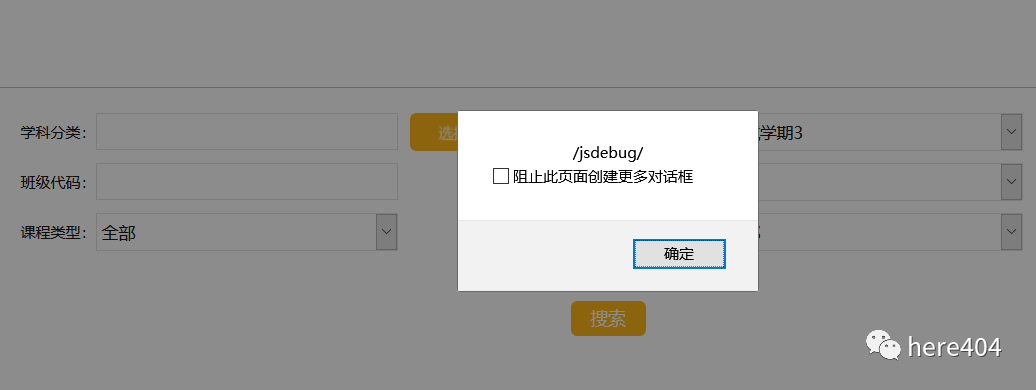 学科分类：
选
学期3
/jsdebug/
阻止此页面创建更多对话框
班级代码：
课程类型：
全部
确定
搜索
here404